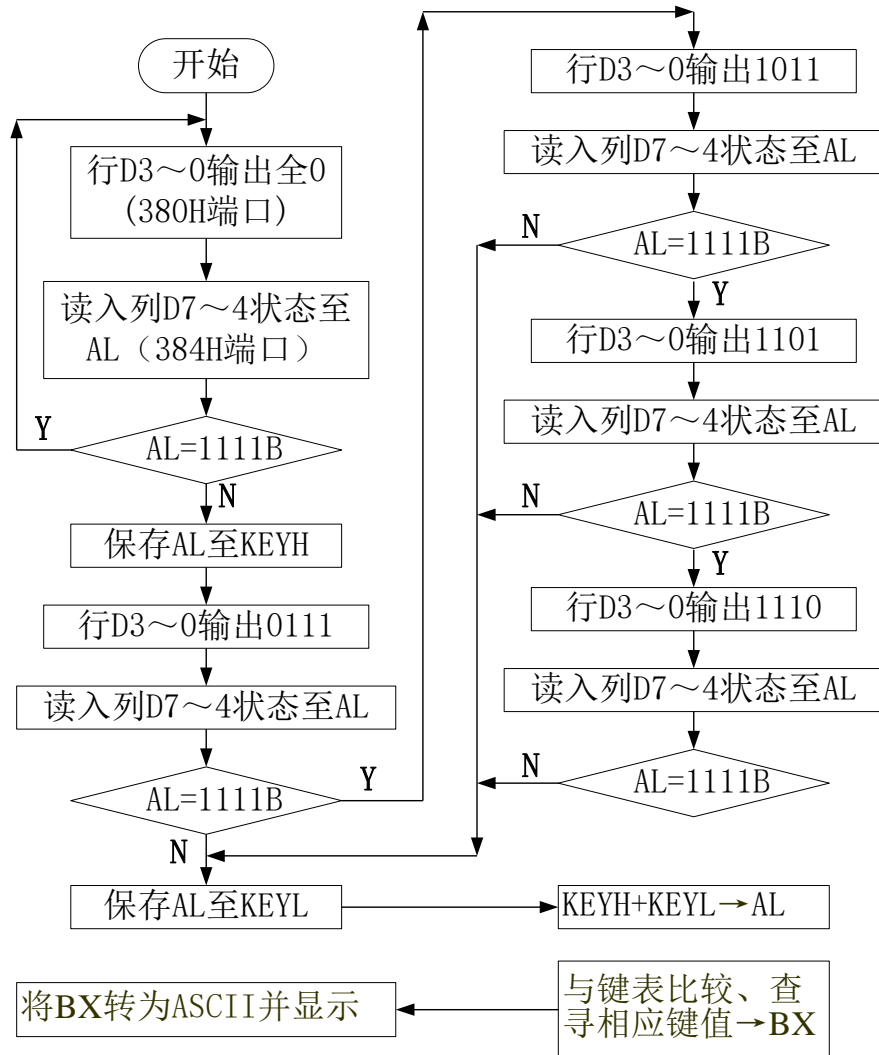 开始
行D3～0输出全0
(380H端口)
读入列D7～4状态至
AL（384H端口）
Y
AL=1111B
N
保存AL至KEYH
行D3～0输出0111
读入列D7～4状态至AL
AL=1111B
Y
N
保存AL至KEYL
行D3～0输出1011
读入列D7～4状态至AL
N
AL=1111B
Y
行D3～0输出1101
读入列D7～4状态至AL
N
AL=1111B
Y
行D3～0输出1110
读入列D7～4状态至AL
N
AL=1111B
KEYH+KEYL→AL
与键表比较、查
寻相应键值→BX
将BX转为ASCII并显示